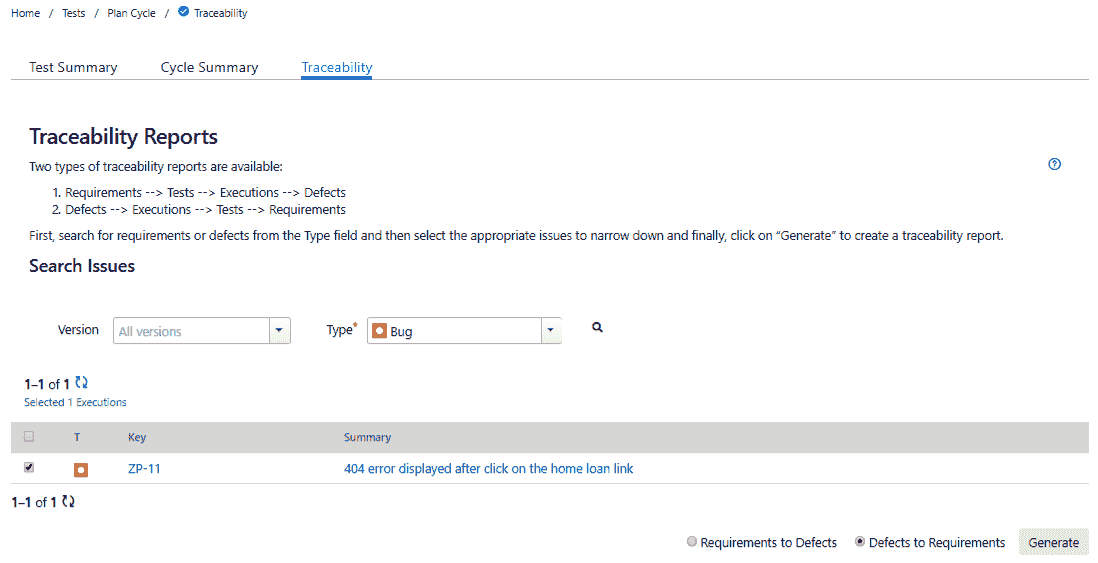 Home / Tests / Plan Cycle / Traceability
Test Summary Cycle Summary Traceability
Traceability Reports
Two types of traceability reports are available:
1. Requirements --> Tests --> Executions --> Defects
2. Defects --> Executions --> Tests --> Requirements
First, search for requirements or defects from the Type field and then select the appropriate issues to narrow down and finally, click on “Generate” to create a traceability report.
Search Issues
Version All versions Type* Bug
1–1 of 1
Selected 1 Executions
T Key Summary
ZP-11 404 error displayed after click on the home loan link
1–1 of 1
Requirements to Defects Defects to Requirements Generate